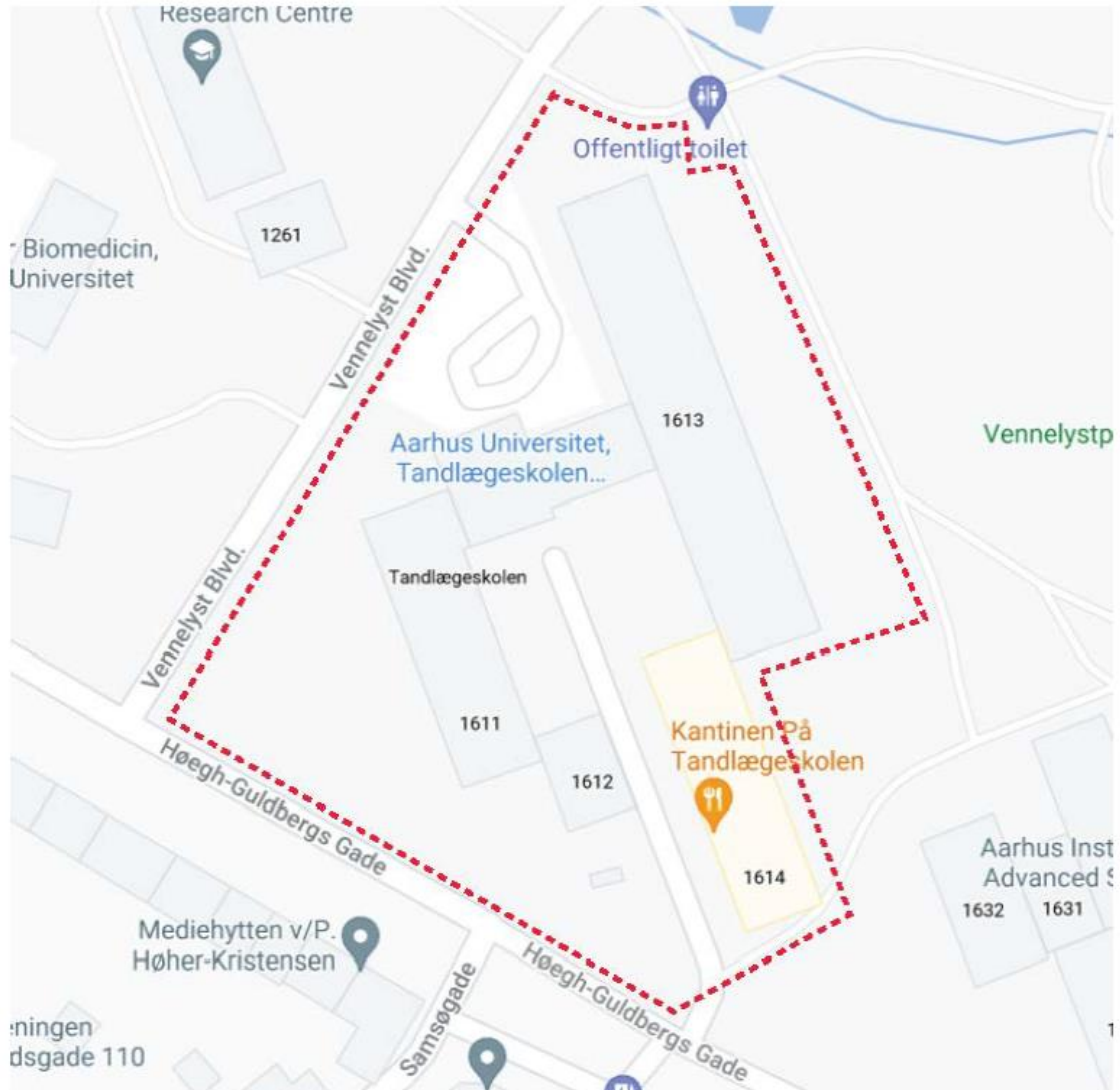 Research Centre
Offentligt toilet
1261
r Biomedicin,
Universitet
Vennelyst Blvd.
1613
Aarhus Universitet,
Tandlægeskolen...
Vennelystp
Tandlægeskolen
Vennelyst Blvd.
1611
Kantinen På
Tandlægeskolen
1612
Høegh-Guldbergs Gade
1614
Aarhus Inst
Advanced S
1632
1631
Mediehytten v/P.
Høher-Kristensen
Høegh-Guldbergs Gade
Samsøgade
eningen
dsgade 110
1